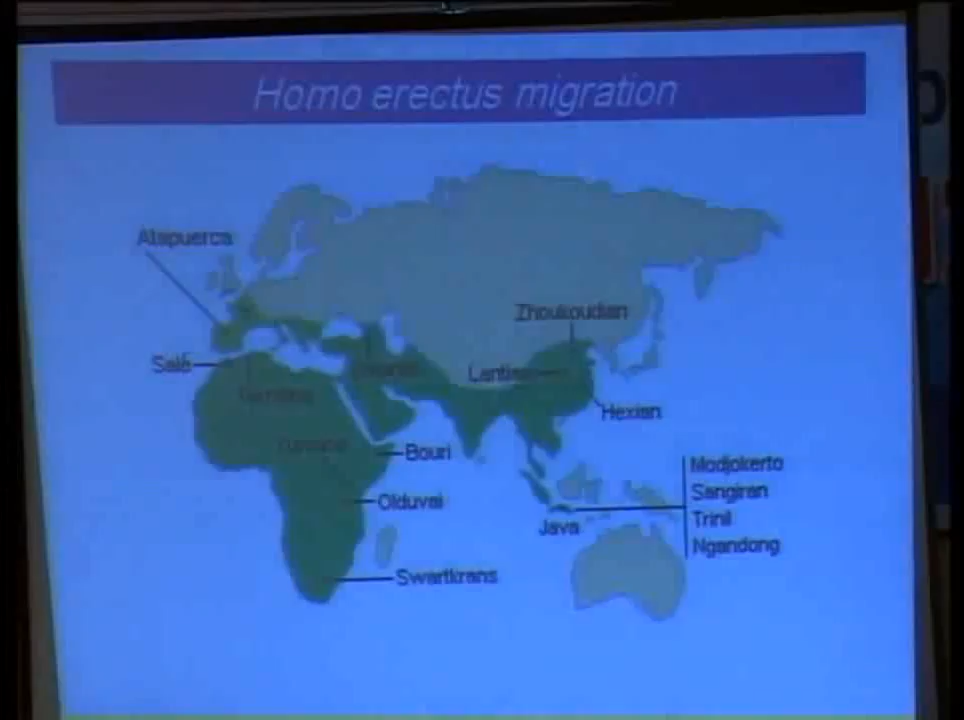 Homo erectus migration
Atapuerca
Zhoukoudian
Salé
Lantian
Hexian
Bouri
Modjokerto
Olduvai
Sangiran
Java
Trinil
Ngandong
Swartkrans